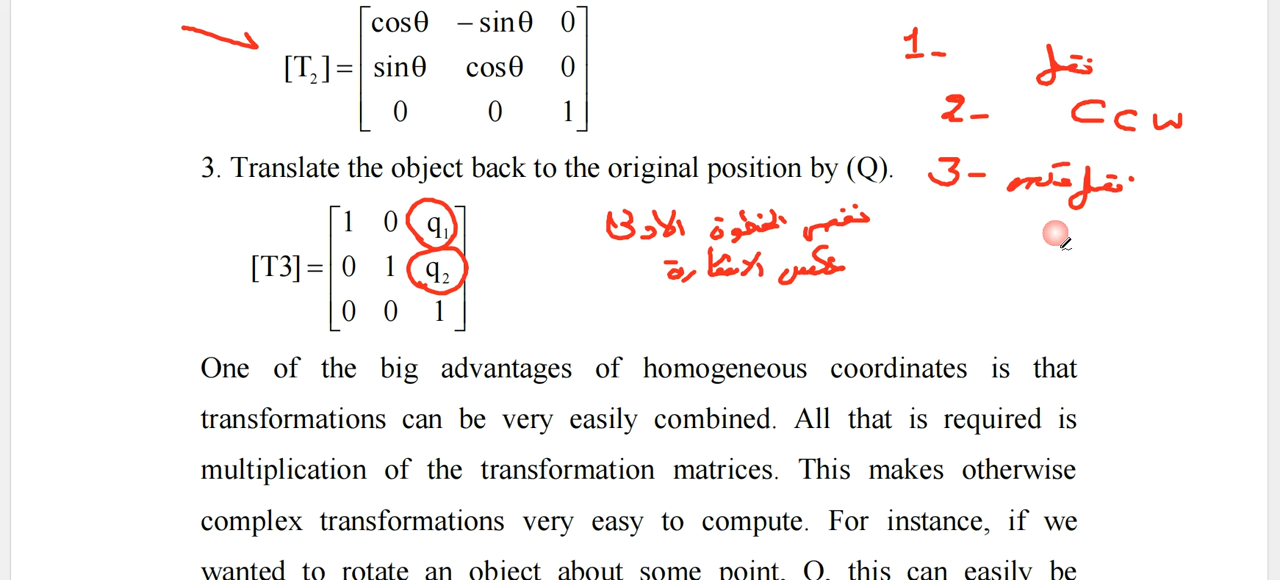 [T₂] = [cosθ − sinθ 0
sinθ cosθ 0
0 0 1]
1- نقل
2- CCW
3. Translate the object back to the original position by (Q).
3- نقل عكسي
[T3] = [1 0 q₁
0 1 q₂
0 0 1]
نفس الخطوة الاولى
عكس الاشارة
One of the big advantages of homogeneous coordinates is that
transformations can be very easily combined. All that is required is
multiplication of the transformation matrices. This makes otherwise
complex transformations very easy to compute. For instance, if we
wanted to rotate an object about some point, Q, this can easily be